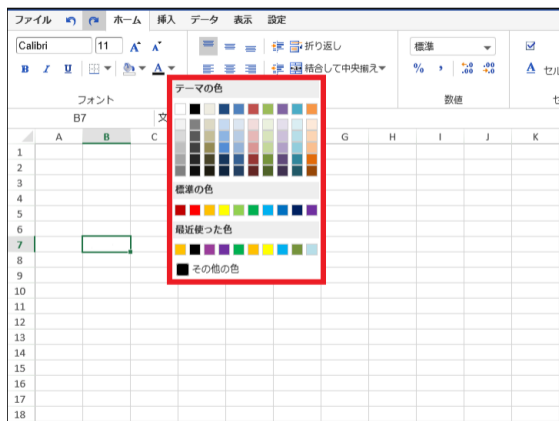 ファイル ホーム 挿入 データ 表示 設定
Calibri 11 A A 折り返し 標準
B I U A 結合して中央揃え % , .00 .00 A セル
フォント 数値 セ
B7 文
テーマの色
標準の色
最近使った色
その他の色
A B C G H I J K
1
2
3
4
5
6
7
8
9
10
11
12
13
14
15
16
17
18